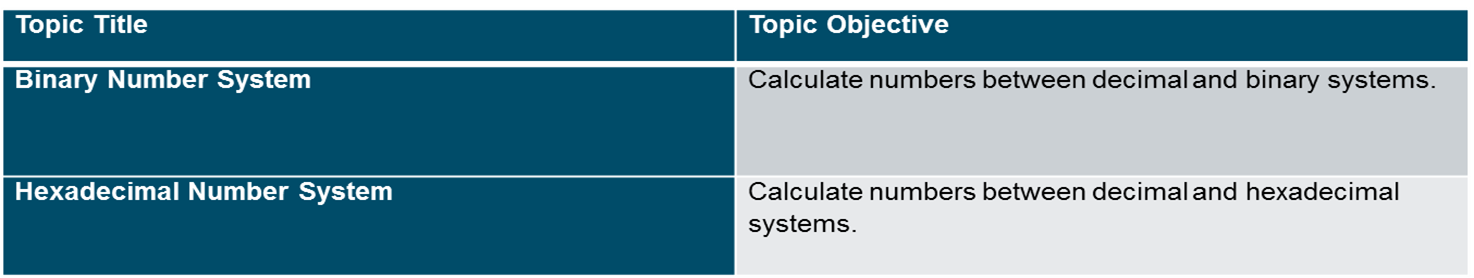 Topic Title
Topic Objective
Binary Number System
Calculate numbers between decimal and binary systems.
Hexadecimal Number System
Calculate numbers between decimal and hexadecimal
systems.